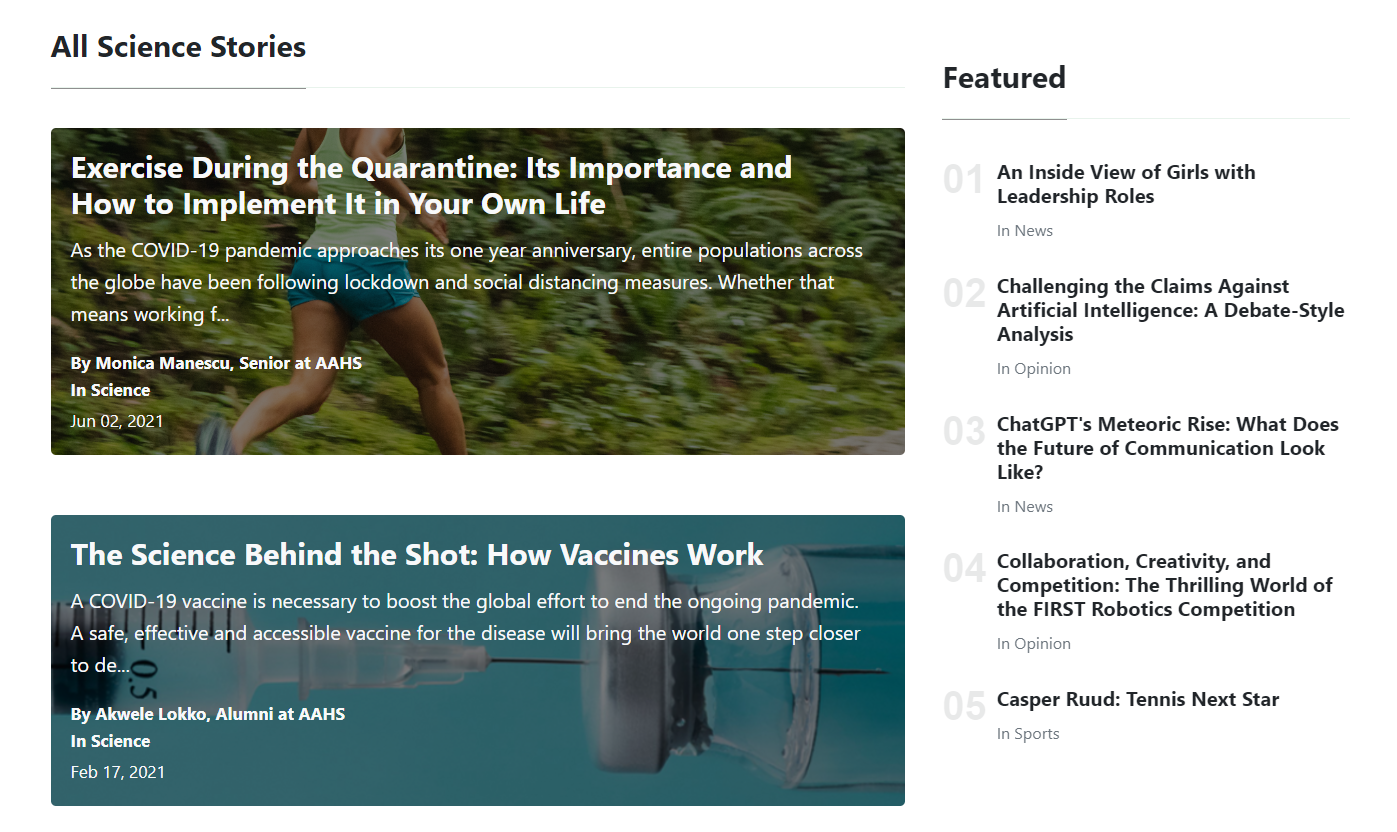 All Science Stories
Exercise During the Quarantine: Its Importance and
How to Implement It in Your Own Life
As the COVID-19 pandemic approaches its one year anniversary, entire populations across
the globe have been following lockdown and social distancing measures. Whether that
means working f...
By Monica Manescu, Senior at AAHS
In Science
Jun 02, 2021
The Science Behind the Shot: How Vaccines Work
A COVID-19 vaccine is necessary to boost the global effort to end the ongoing pandemic.
A safe, effective and accessible vaccine for the disease will bring the world one step closer
to de...
-0.5
By Akwele Lokko, Alumni at AAHS
In Science
Feb 17, 2021
Featured
01
An Inside View of Girls with
Leadership Roles
In News
02
Challenging the Claims Against
Artificial Intelligence: A Debate-Style
Analysis
In Opinion
03
ChatGPT's Meteoric Rise: What Does
the Future of Communication Look
Like?
In News
04
Collaboration, Creativity, and
Competition: The Thrilling World of
the FIRST Robotics Competition
In Opinion
05
Casper Ruud: Tennis Next Star
In Sports